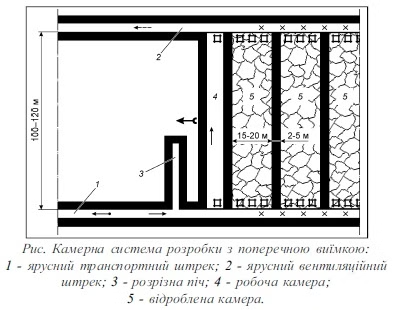 2
100–120 м
4
5
5
5
15-20 м
2-5 м
3
1
Рис. Камерна система розробки з поперечною виїмкою:
1 - ярусний транспортний штрек; 2 - ярусний вентиляційний
штрек; 3 - розрізна піч; 4 - робоча камера;
5 - відроблена камера.